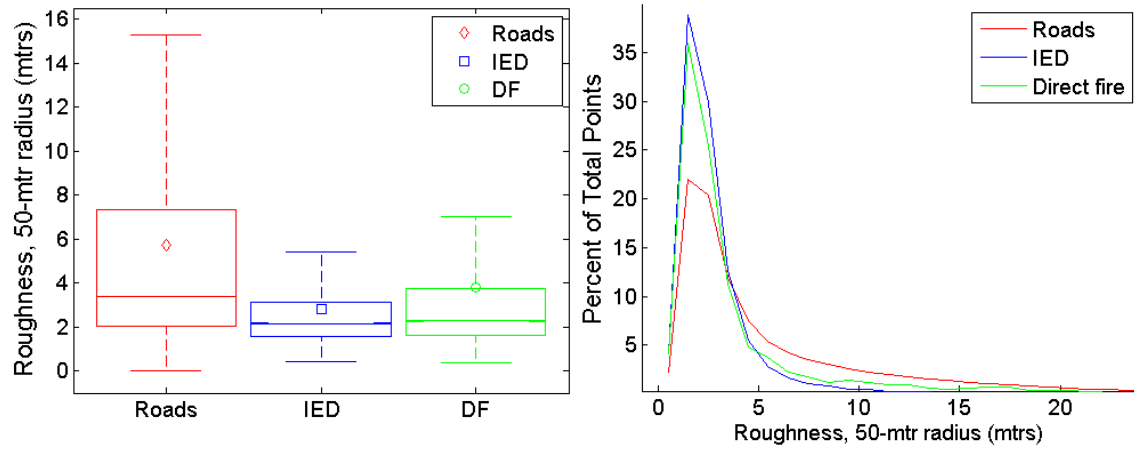 Roughness, 50-mtr radius (mtrs)
16
14
12
10
8
6
4
2
0
Roads
IED
DF
Roads
IED
DF
Percent of Total Points
35
30
25
20
15
10
5
0
5
10
15
20
Roughness, 50-mtr radius (mtrs)
Roads
IED
Direct fire